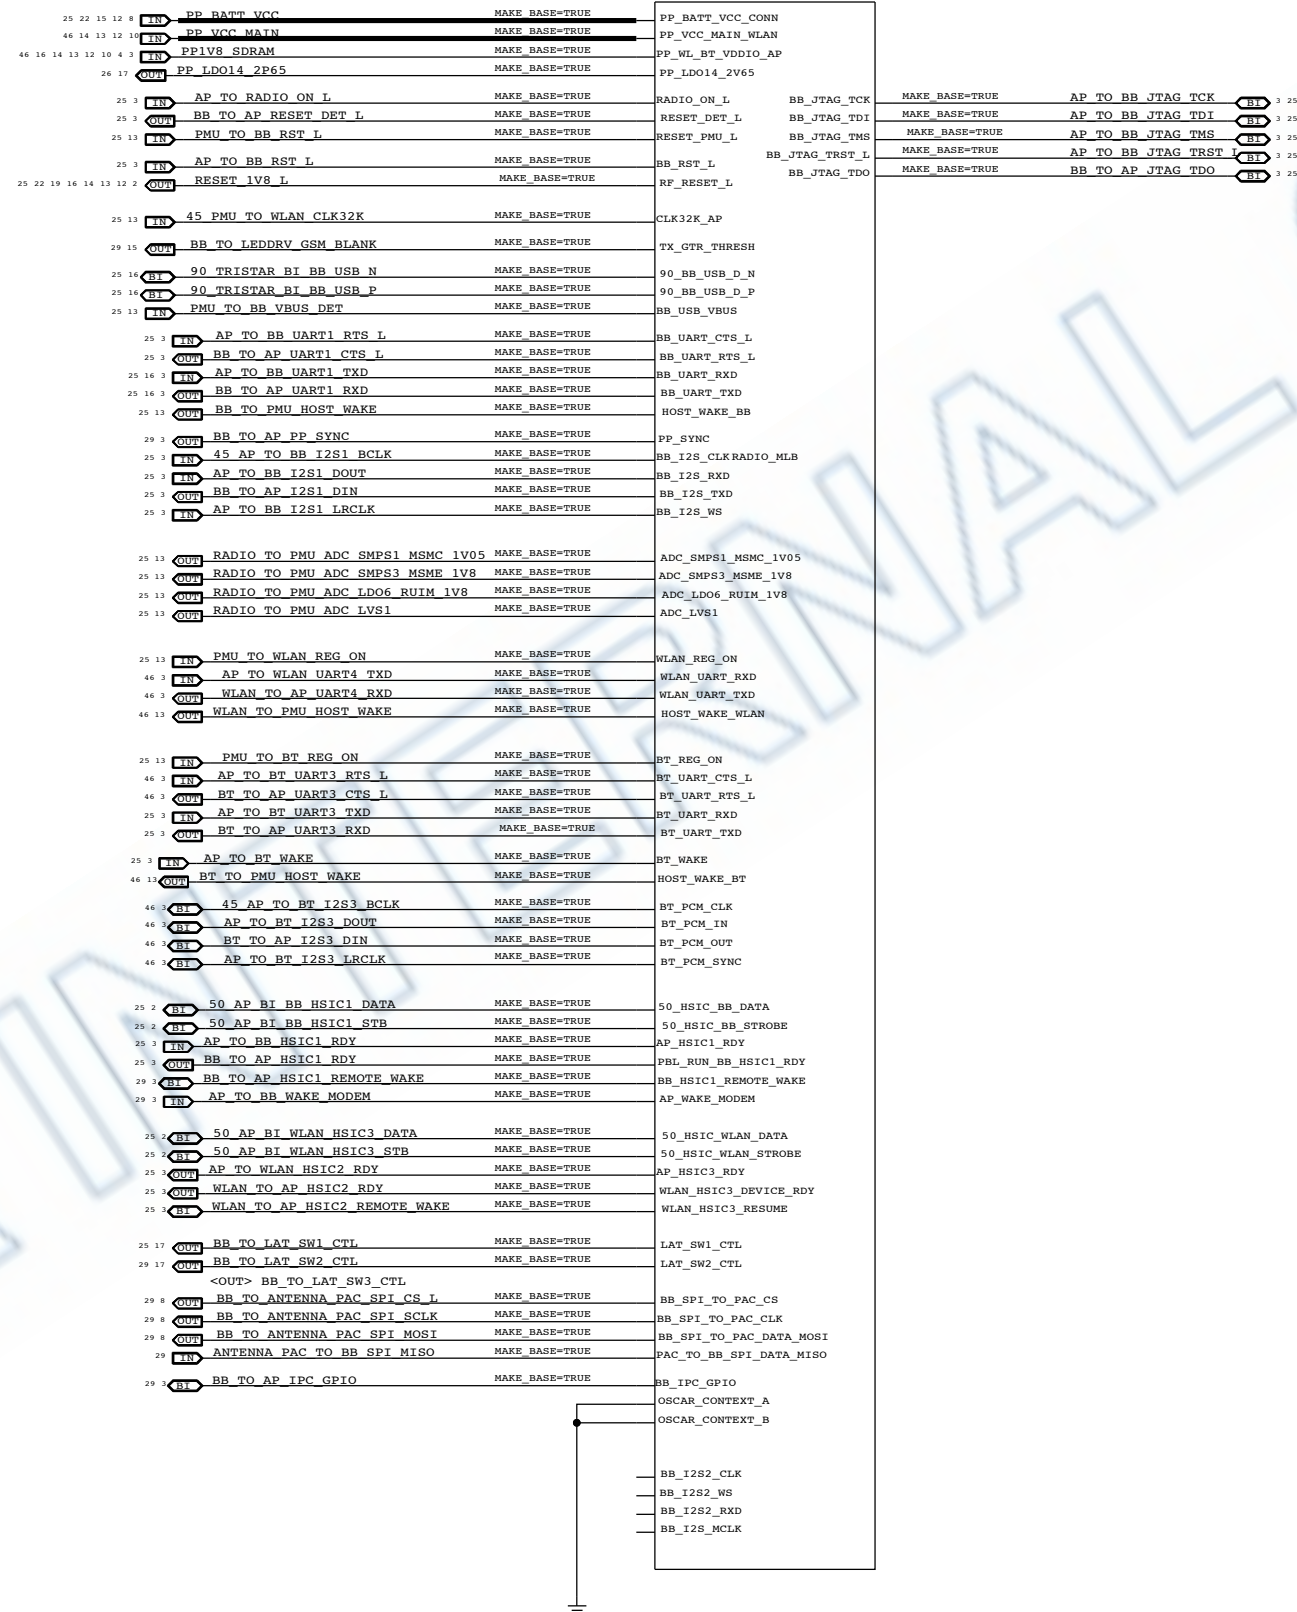 25 22 15 12 8 IN PP_BATT_VCC MAKE_BASE=TRUE PP_BATT_VCC_CONN
46 14 13 12 10 IN PP_VCC_MAIN MAKE_BASE=TRUE PP_VCC_MAIN_WLAN
46 16 14 13 12 10 4 3 IN PP1V8_SDRAM MAKE_BASE=TRUE PP_WL_BT_VDDIO_AP
26 17 OUT PP_LDO14_2P65 MAKE_BASE=TRUE PP_LDO14_2V65
25 3 IN AP_TO_RADIO_ON_L MAKE_BASE=TRUE RADIO_ON_L BB_JTAG_TCK MAKE_BASE=TRUE AP_TO_BB_JTAG_TCK BI 3 25
25 3 OUT BB_TO_AP_RESET_DET_L MAKE_BASE=TRUE RESET_DET_L BB_JTAG_TDI MAKE_BASE=TRUE AP_TO_BB_JTAG_TDI BI 3 25
25 13 IN PMU_TO_BB_RST_L MAKE_BASE=TRUE RESET_PMU_L BB_JTAG_TMS MAKE_BASE=TRUE AP_TO_BB_JTAG_TMS BI 3 25
25 3 IN AP_TO_BB_RST_L MAKE_BASE=TRUE BB_RST_L BB_JTAG_TRST_L MAKE_BASE=TRUE AP_TO_BB_JTAG_TRST_L BI 3 25
25 22 19 16 14 13 12 2 OUT RESET_1V8_L MAKE_BASE=TRUE RF_RESET_L BB_JTAG_TDO MAKE_BASE=TRUE BB_TO_AP_JTAG_TDO BI 3 25
25 13 IN 45_PMU_TO_WLAN_CLK32K MAKE_BASE=TRUE CLK32K_AP
29 15 OUT BB_TO_LEDDRV_GSM_BLANK MAKE_BASE=TRUE TX_GTR_THRESH
25 16 BI 90_TRISTAR_BI_BB_USB_N MAKE_BASE=TRUE 90_BB_USB_D_N
25 16 BI 90_TRISTAR_BI_BB_USB_P MAKE_BASE=TRUE 90_BB_USB_D_P
25 13 IN PMU_TO_BB_VBUS_DET MAKE_BASE=TRUE BB_USB_VBUS
25 3 IN AP_TO_BB_UART1_RTS_L MAKE_BASE=TRUE BB_UART_CTS_L
25 3 OUT BB_TO_AP_UART1_CTS_L MAKE_BASE=TRUE BB_UART_RTS_L
25 16 3 IN AP_TO_BB_UART1_TXD MAKE_BASE=TRUE BB_UART_RXD
25 16 3 OUT BB_TO_AP_UART1_RXD MAKE_BASE=TRUE BB_UART_TXD
25 13 OUT BB_TO_PMU_HOST_WAKE MAKE_BASE=TRUE HOST_WAKE_BB
29 3 OUT BB_TO_AP_PP_SYNC MAKE_BASE=TRUE PP_SYNC
25 3 IN 45_AP_TO_BB_I2S1_BCLK MAKE_BASE=TRUE BB_I2S_CLK RADIO_MLB
25 3 IN AP_TO_BB_I2S1_DOUT MAKE_BASE=TRUE BB_I2S_RXD
25 3 OUT BB_TO_AP_I2S1_DIN MAKE_BASE=TRUE BB_I2S_TXD
25 3 IN AP_TO_BB_I2S1_LRCLK MAKE_BASE=TRUE BB_I2S_WS
25 13 OUT RADIO_TO_PMU_ADC_SMPS1_MSMC_1V05 MAKE_BASE=TRUE ADC_SMPS1_MSMC_1V05
25 13 OUT RADIO_TO_PMU_ADC_SMPS3_MSME_1V8 MAKE_BASE=TRUE ADC_SMPS3_MSME_1V8
25 13 OUT RADIO_TO_PMU_ADC_LDO6_RUIM_1V8 MAKE_BASE=TRUE ADC_LDO6_RUIM_1V8
25 13 OUT RADIO_TO_PMU_ADC_LVS1 MAKE_BASE=TRUE ADC_LVS1
25 13 IN PMU_TO_WLAN_REG_ON MAKE_BASE=TRUE WLAN_REG_ON
46 3 IN AP_TO_WLAN_UART4_TXD MAKE_BASE=TRUE WLAN_UART_RXD
46 3 OUT WLAN_TO_AP_UART4_RXD MAKE_BASE=TRUE WLAN_UART_TXD
46 13 OUT WLAN_TO_PMU_HOST_WAKE MAKE_BASE=TRUE HOST_WAKE_WLAN
25 13 IN PMU_TO_BT_REG_ON MAKE_BASE=TRUE BT_REG_ON
46 3 IN AP_TO_BT_UART3_RTS_L MAKE_BASE=TRUE BT_UART_CTS_L
46 3 OUT BT_TO_AP_UART3_CTS_L MAKE_BASE=TRUE BT_UART_RTS_L
25 3 IN AP_TO_BT_UART3_TXD MAKE_BASE=TRUE BT_UART_RXD
25 3 OUT BT_TO_AP_UART3_RXD MAKE_BASE=TRUE BT_UART_TXD
25 3 IN AP_TO_BT_WAKE MAKE_BASE=TRUE BT_WAKE
46 13 OUT BT_TO_PMU_HOST_WAKE MAKE_BASE=TRUE HOST_WAKE_BT
46 3 BI 45_AP_TO_BT_I2S3_BCLK MAKE_BASE=TRUE BT_PCM_CLK
46 3 BI AP_TO_BT_I2S3_DOUT MAKE_BASE=TRUE BT_PCM_IN
46 3 BI BT_TO_AP_I2S3_DIN MAKE_BASE=TRUE BT_PCM_OUT
46 3 BI AP_TO_BT_I2S3_LRCLK MAKE_BASE=TRUE BT_PCM_SYNC
25 2 BI 50_AP_BI_BB_HSIC1_DATA MAKE_BASE=TRUE 50_HSIC_BB_DATA
25 2 BI 50_AP_BI_BB_HSIC1_STB MAKE_BASE=TRUE 50_HSIC_BB_STROBE
25 3 IN AP_TO_BB_HSIC1_RDY MAKE_BASE=TRUE AP_HSIC1_RDY
25 3 OUT BB_TO_AP_HSIC1_RDY MAKE_BASE=TRUE PBL_RUN_BB_HSIC1_RDY
29 3 BI BB_TO_AP_HSIC1_REMOTE_WAKE MAKE_BASE=TRUE BB_HSIC1_REMOTE_WAKE
29 3 IN AP_TO_BB_WAKE_MODEM MAKE_BASE=TRUE AP_WAKE_MODEM
25 2 BI 50_AP_BI_WLAN_HSIC3_DATA MAKE_BASE=TRUE 50_HSIC_WLAN_DATA
25 2 BI 50_AP_BI_WLAN_HSIC3_STB MAKE_BASE=TRUE 50_HSIC_WLAN_STROBE
25 3 OUT AP_TO_WLAN_HSIC2_RDY MAKE_BASE=TRUE AP_HSIC3_RDY
25 3 OUT WLAN_TO_AP_HSIC2_RDY MAKE_BASE=TRUE WLAN_HSIC3_DEVICE_RDY
25 3 BI WLAN_TO_AP_HSIC2_REMOTE_WAKE MAKE_BASE=TRUE WLAN_HSIC3_RESUME
25 17 OUT BB_TO_LAT_SW1_CTL MAKE_BASE=TRUE LAT_SW1_CTL
29 17 OUT BB_TO_LAT_SW2_CTL MAKE_BASE=TRUE LAT_SW2_CTL
<OUT> BB_TO_LAT_SW3_CTL
29 8 OUT BB_TO_ANTENNA_PAC_SPI_CS_L MAKE_BASE=TRUE BB_SPI_TO_PAC_CS
29 8 OUT BB_TO_ANTENNA_PAC_SPI_SCLK MAKE_BASE=TRUE BB_SPI_TO_PAC_CLK
29 8 OUT BB_TO_ANTENNA_PAC_SPI_MOSI MAKE_BASE=TRUE BB_SPI_TO_PAC_DATA_MOSI
29 IN ANTENNA_PAC_TO_BB_SPI_MISO MAKE_BASE=TRUE PAC_TO_BB_SPI_DATA_MISO
29 3 BI BB_TO_AP_IPC_GPIO MAKE_BASE=TRUE BB_IPC_GPIO
OSCAR_CONTEXT_A
OSCAR_CONTEXT_B
BB_I2S2_CLK
BB_I2S2_WS
BB_I2S2_RXD
BB_I2S_MCLK
INTERNAL